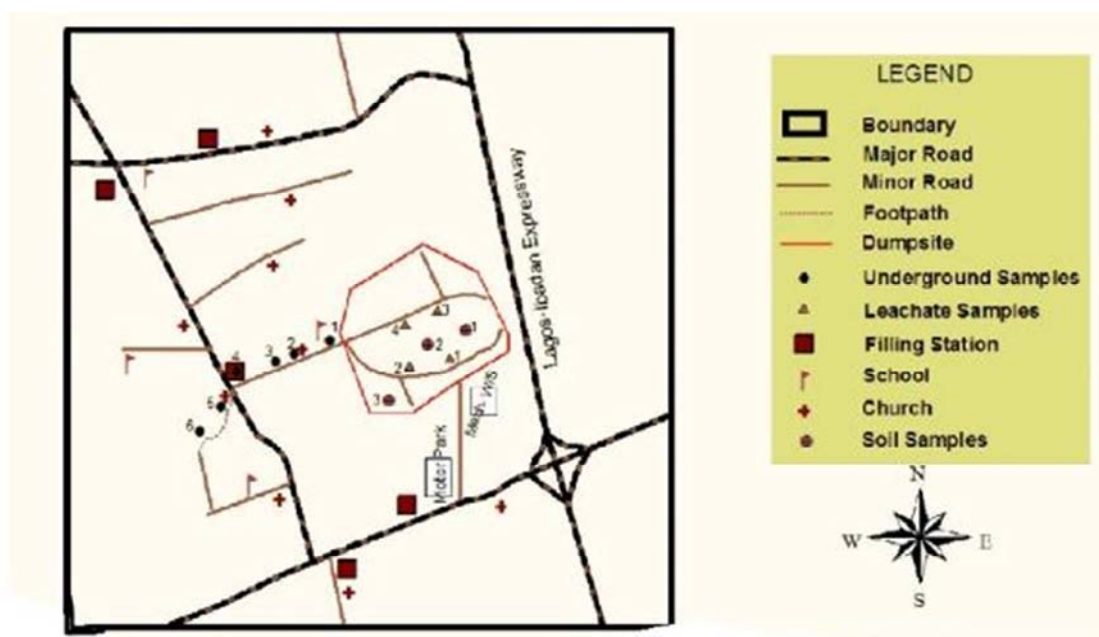 Lagos-Ibadan Expressway
4
3
1
2
2
1
3
1
2
3
4
5
6
Motor Park
LEGEND
Boundary
Major Road
Minor Road
Footpath
Dumpsite
Underground Samples
Leachate Samples
Filling Station
School
Church
Soil Samples
N
W
E
S